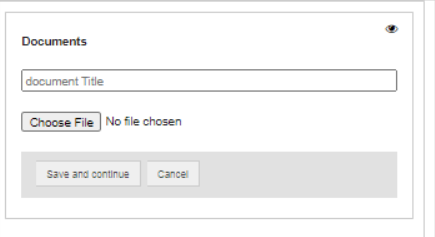 Documents
document Title
Choose File No file chosen
Save and continue Cancel